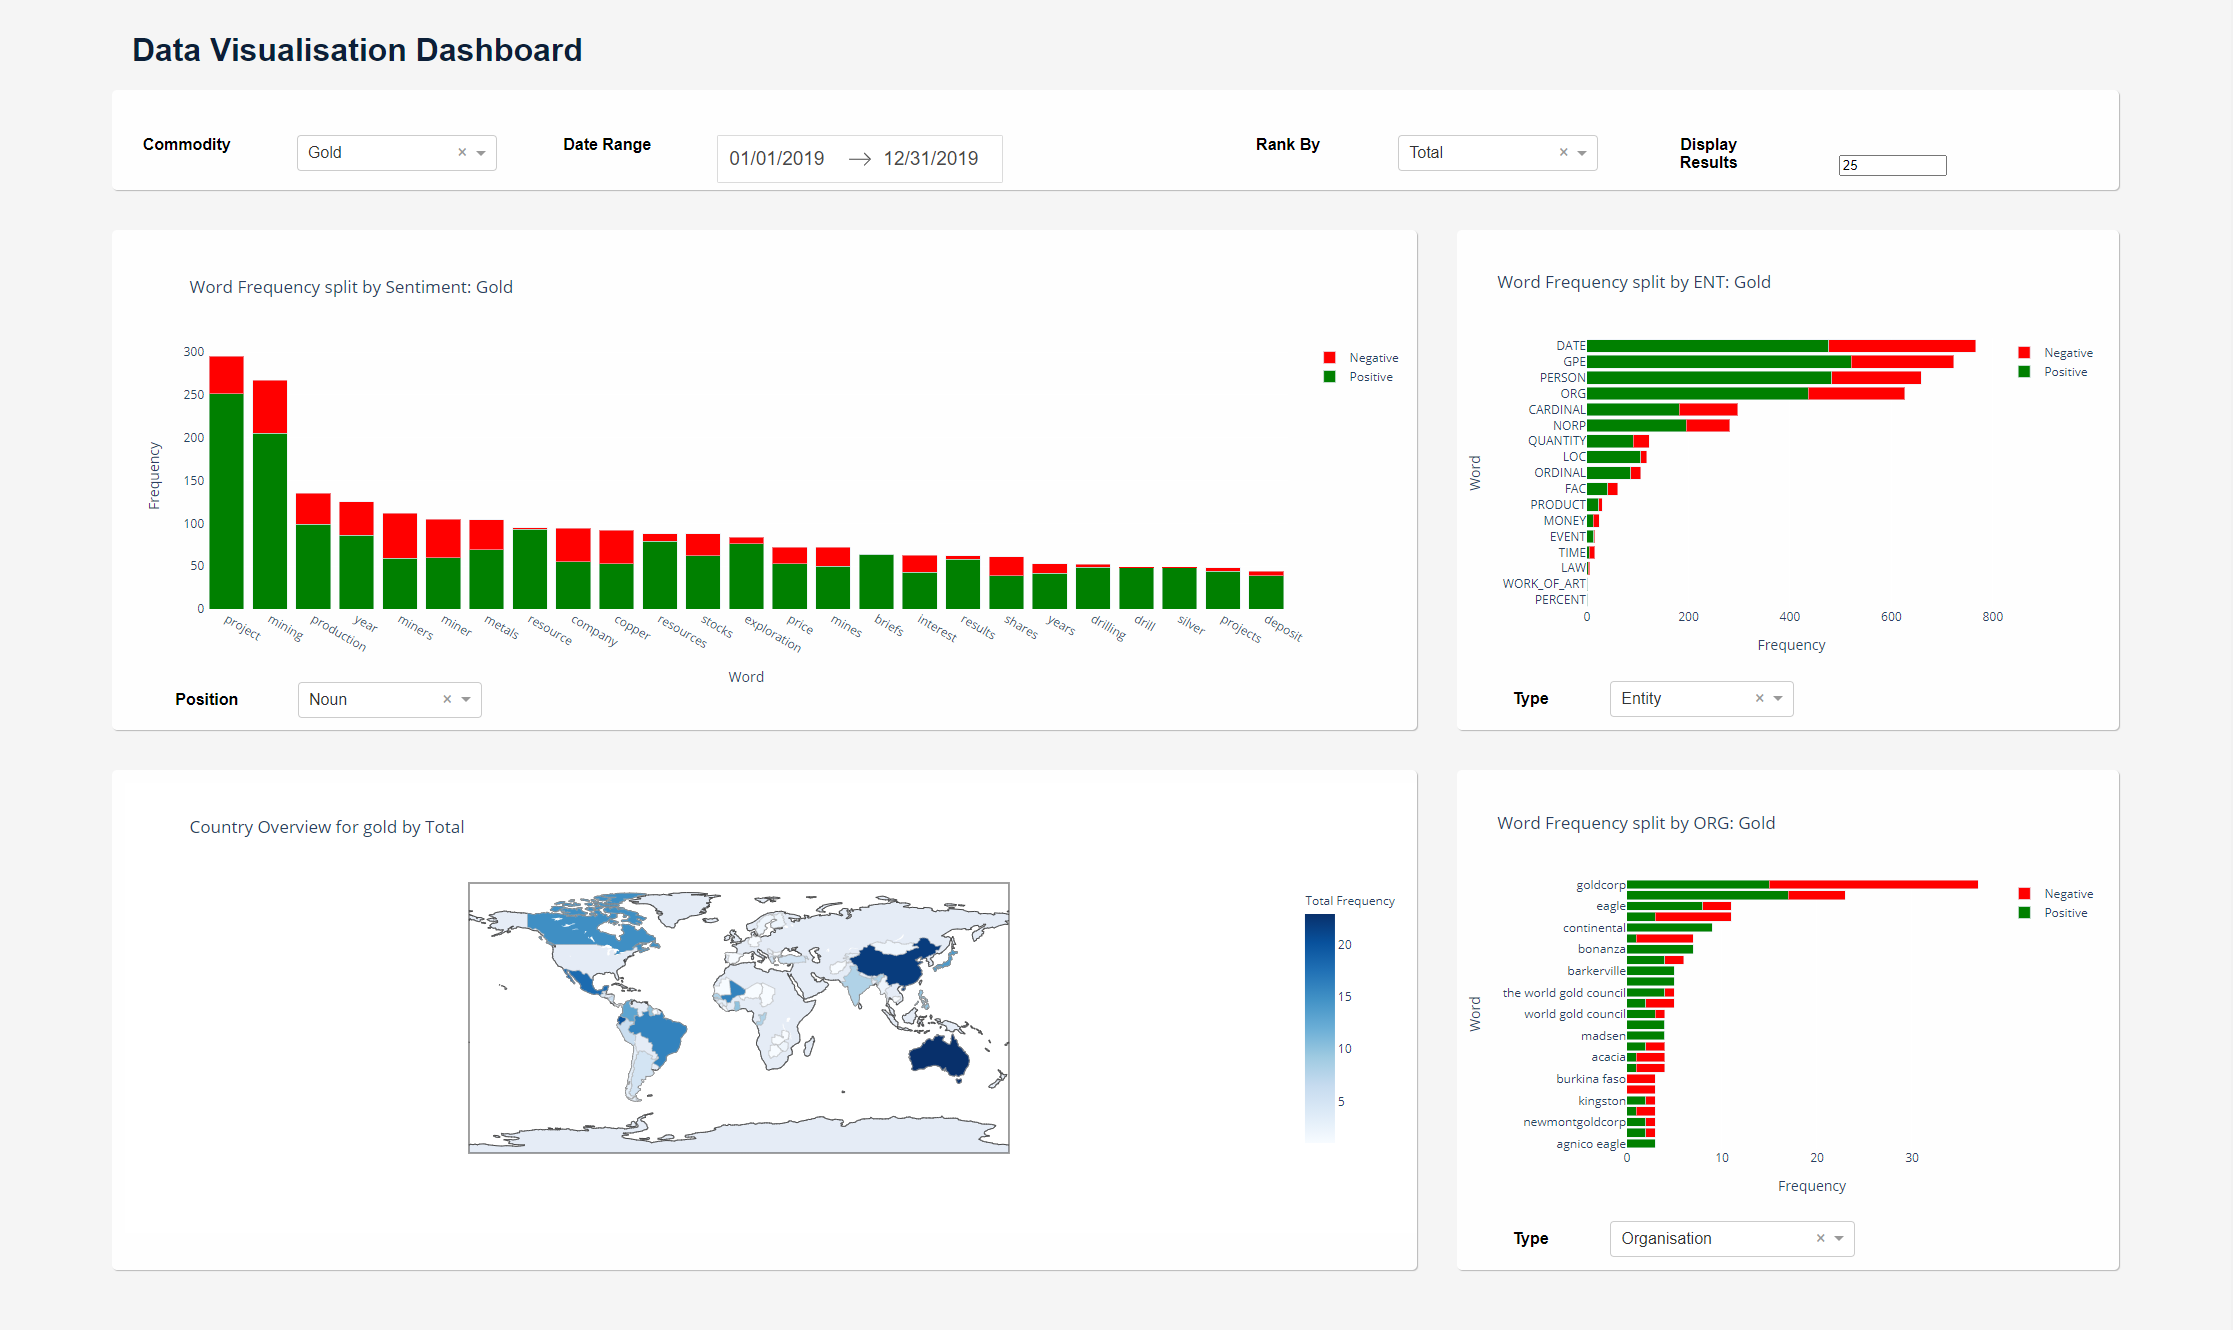 Data Visualisation Dashboard
Commodity
Gold
×
Date Range
01/01/2019 → 12/31/2019
Rank By
Total
×
Display
Results
25
Word Frequency split by Sentiment: Gold
Negative
Positive
Frequency
300
250
200
150
100
50
0
project
mining
production
year
miners
miner
metals
resource
company
copper
resources
stocks
exploration
price
mines
briefs
interest
results
shares
years
drilling
drill
silver
projects
deposit
Word
Position
Noun
×
Word Frequency split by ENT: Gold
Negative
Positive
Word
DATE
GPE
PERSON
ORG
CARDINAL
NORP
QUANTITY
LOC
ORDINAL
FAC
PRODUCT
MONEY
EVENT
TIME
LAW
WORK_OF_ART
PERCENT
0 200 400 600 800
Frequency
Type
Entity
×
Country Overview for gold by Total
Total Frequency
20
15
10
5
Word Frequency split by ORG: Gold
Negative
Positive
Word
goldcorp
eagle
continental
bonanza
barkerville
the world gold council
world gold council
madsen
acacia
burkina faso
kingston
newmontgoldcorp
agnico eagle
0 10 20 30
Frequency
Type
Organisation
×